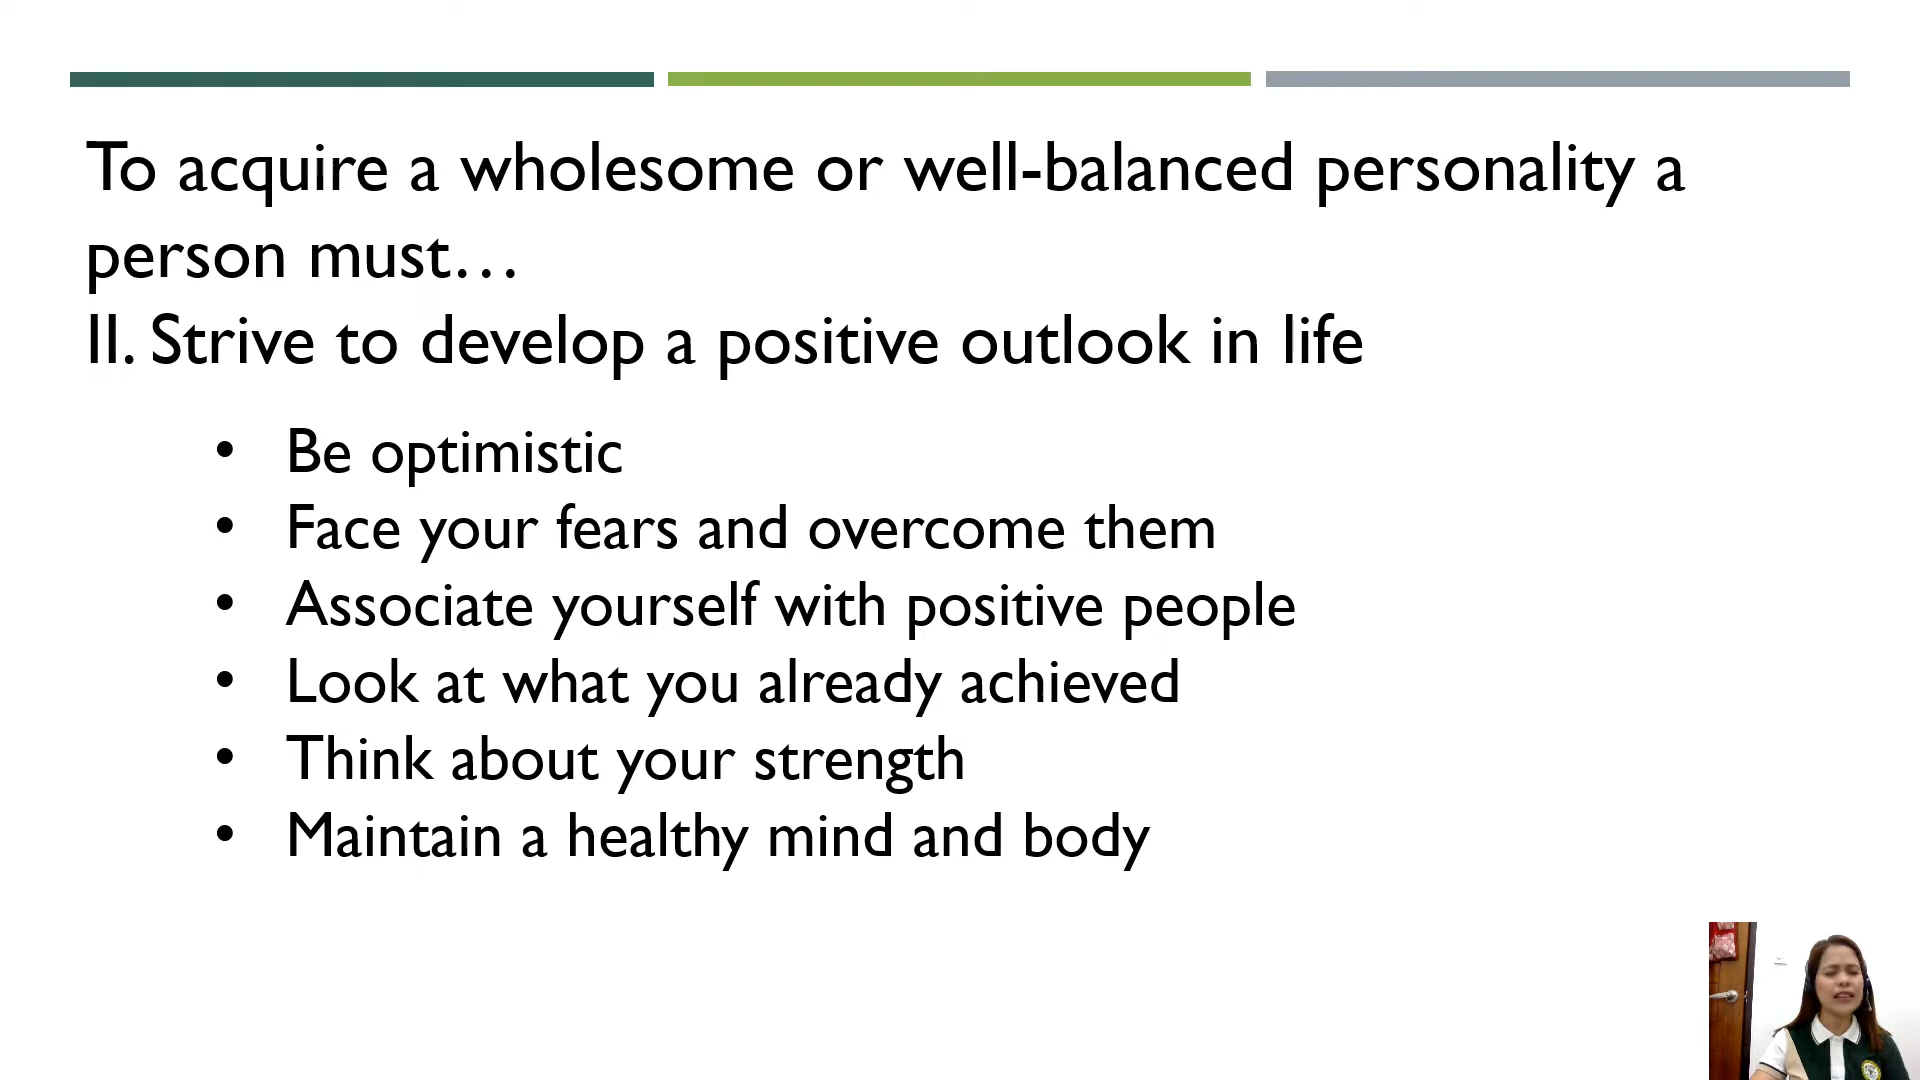 To acquire a wholesome or well-balanced personality a
person must…
II. Strive to develop a positive outlook in life
• Be optimistic
• Face your fears and overcome them
• Associate yourself with positive people
• Look at what you already achieved
• Think about your strength
• Maintain a healthy mind and body